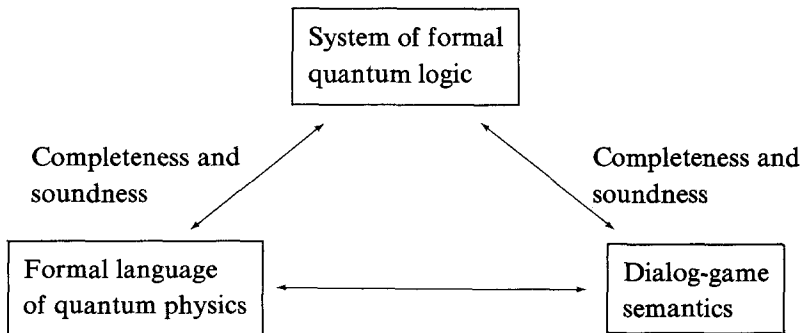 System of formal
quantum logic
Completeness and
soundness
Completeness and
soundness
Formal language
of quantum physics
Dialog-game
semantics